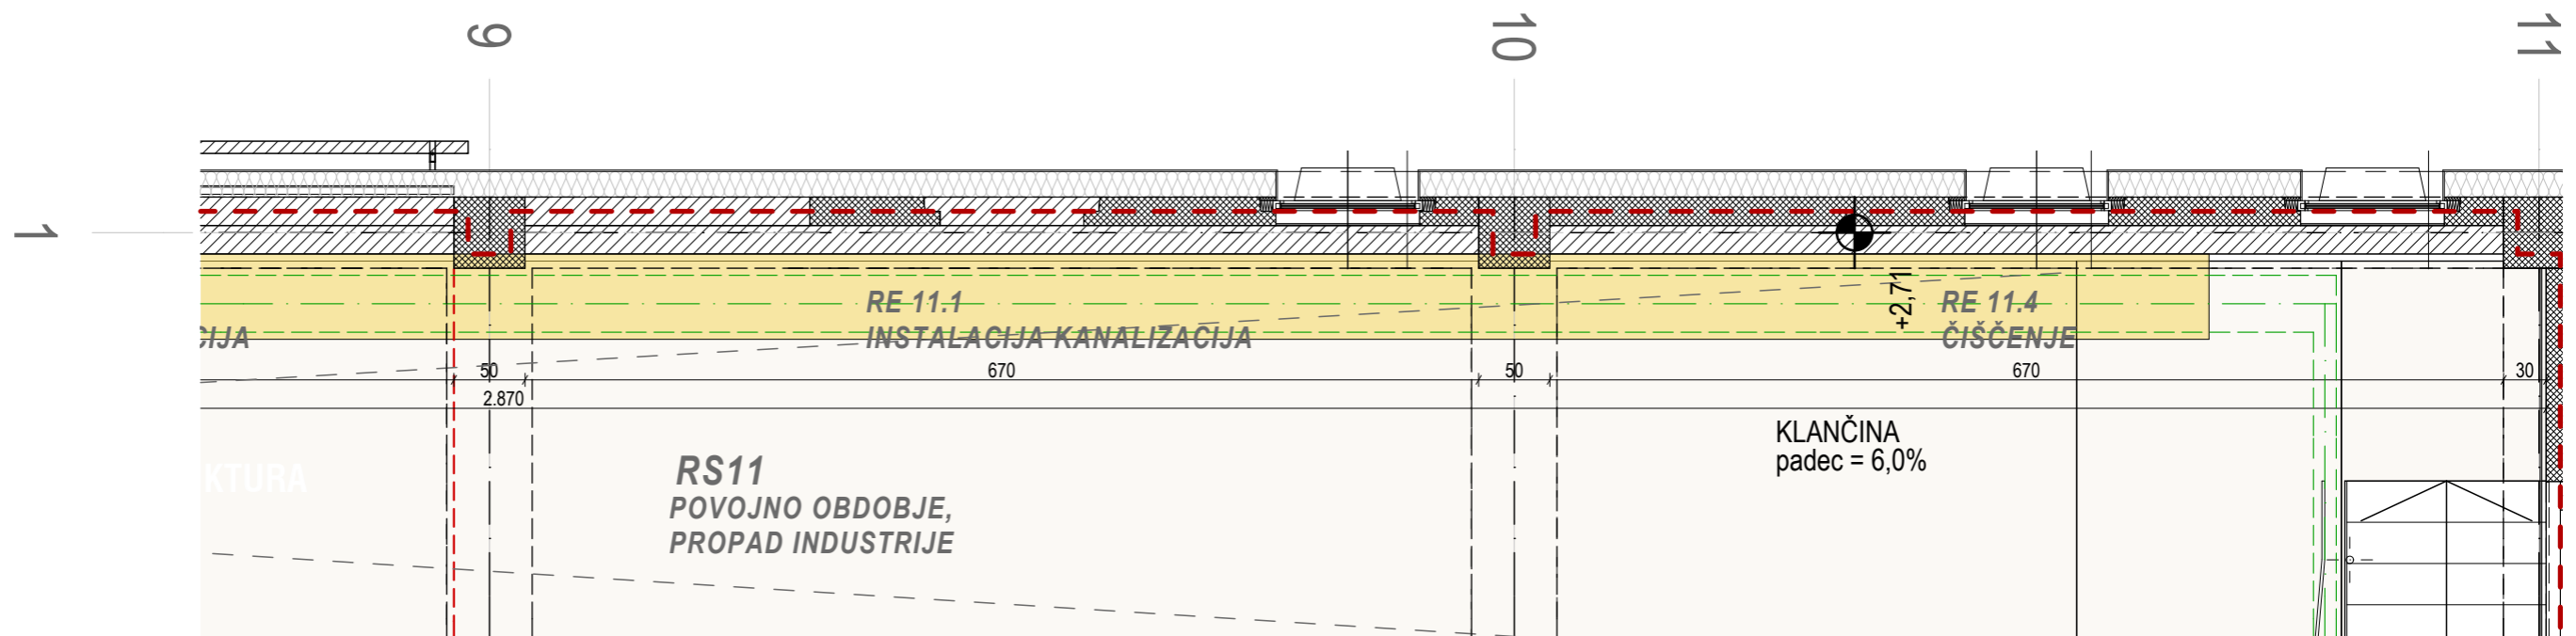 9
10
11
1
RE 11.1
INSTALACIJA KANALIZACIJA
CIJA
+2,71
RE 11.4
ČIŠČENJE
50
670
50
670
30
2.870
KLANČINA
padec = 6,0%
RS11
POVOJNO OBDOBJE,
PROPAD INDUSTRIJE
KTURA